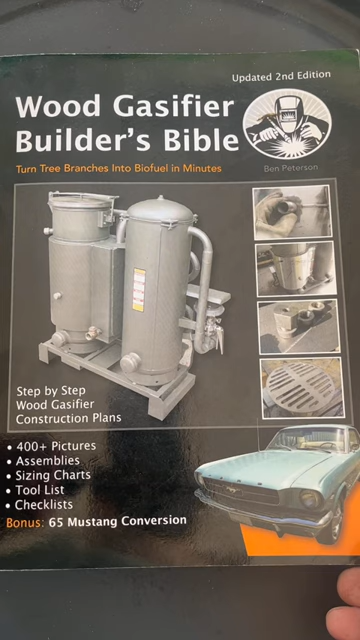 Updated 2nd Edition
Wood Gasifier
Builder's Bible
Turn Tree Branches Into Biofuel in Minutes
Ben Peterson
Step by Step
Wood Gasifier
Construction Plans
• 400+ Pictures
• Assemblies
• Sizing Charts
• Tool List
• Checklists
Bonus: 65 Mustang Conversion